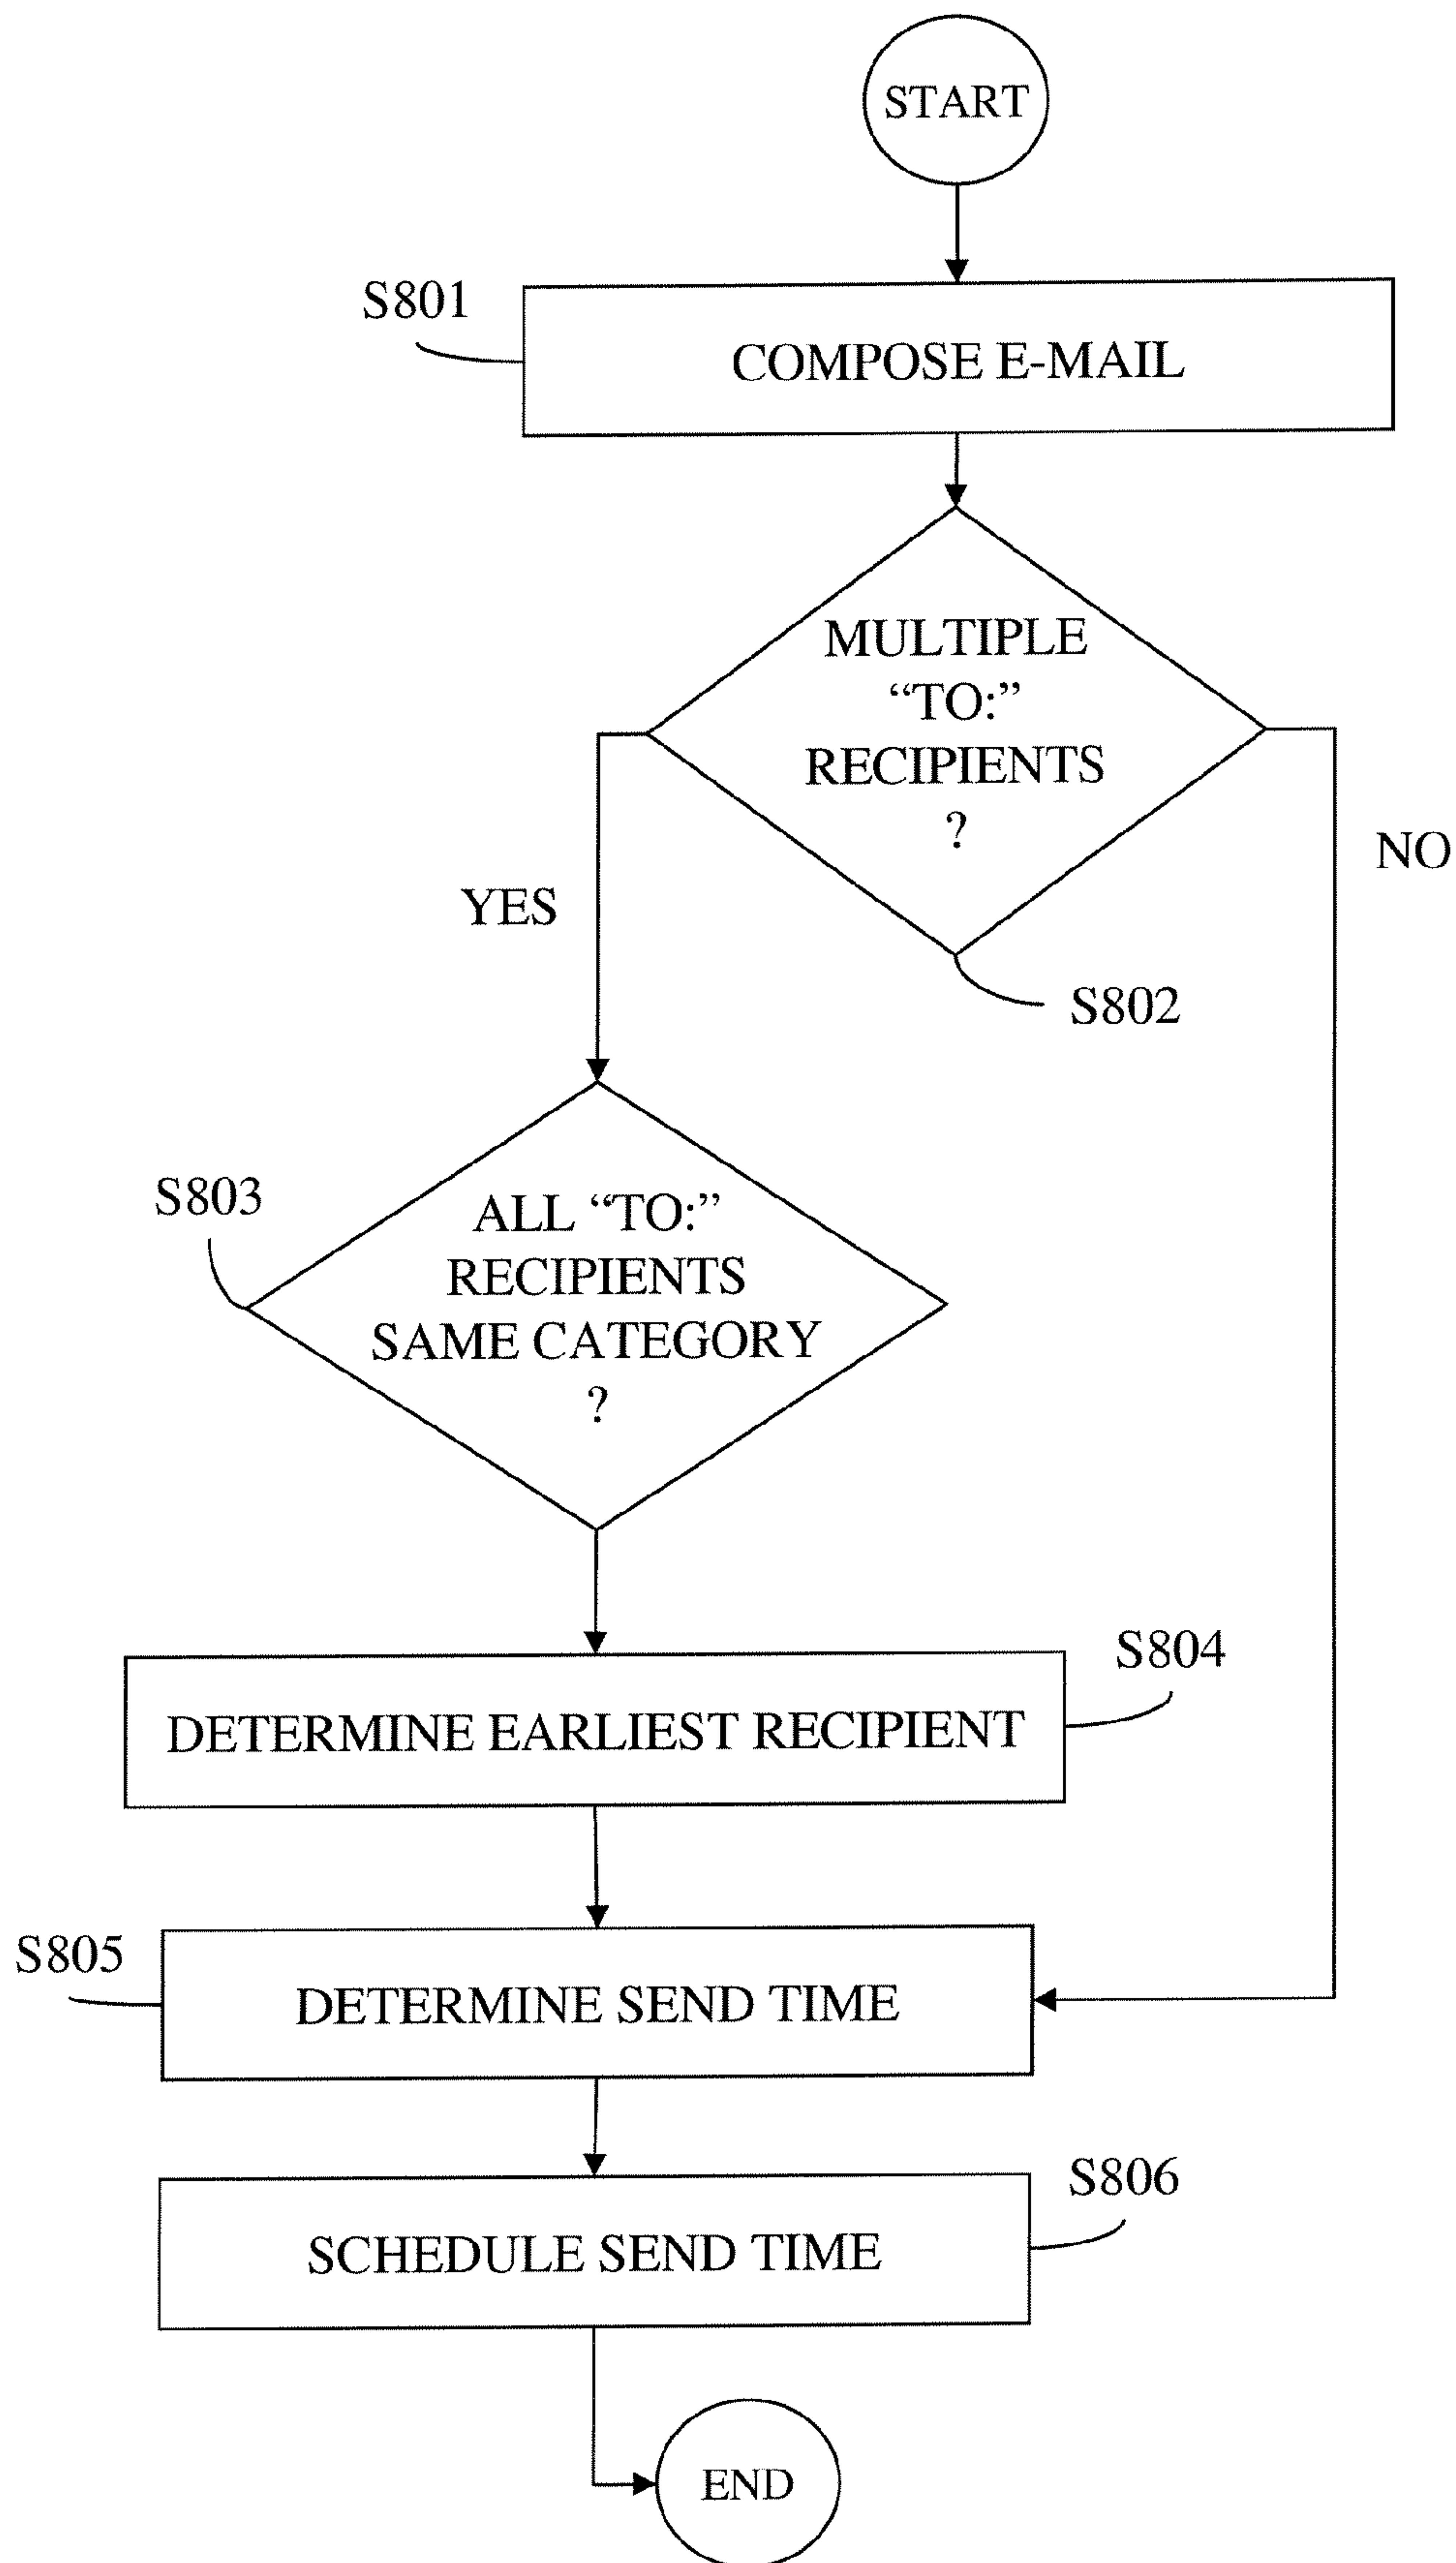 START
S801
COMPOSE E-MAIL
MULTIPLE
“TO:”
RECIPIENTS
?
NO
YES
S802
S803
ALL “TO:”
RECIPIENTS
SAME CATEGORY
?
S804
DETERMINE EARLIEST RECIPIENT
S805
DETERMINE SEND TIME
S806
SCHEDULE SEND TIME
END